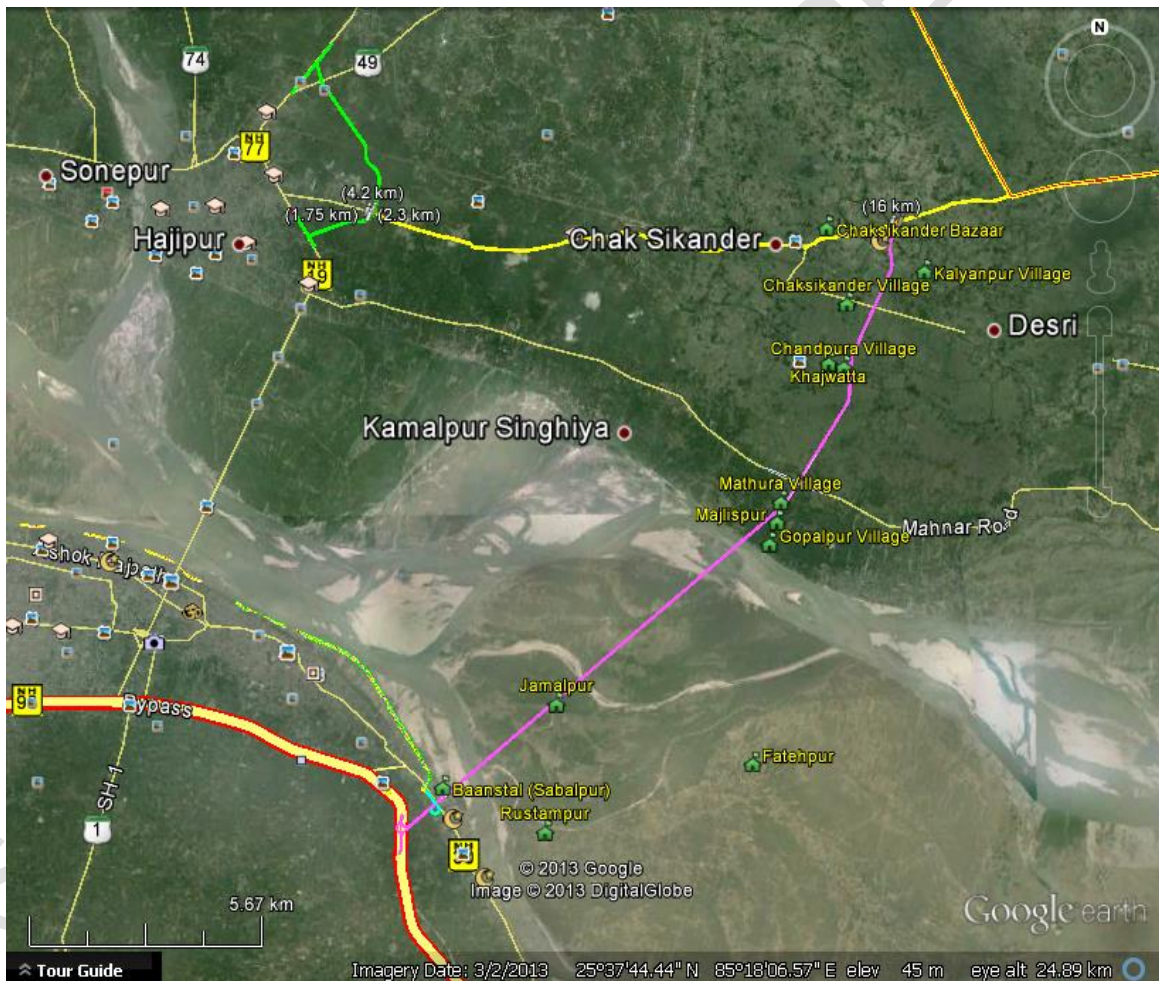 N
74
49
NH
77
Sonepur
(4.2 km)
(1.75 km)
(2.3 km)
(16 km)
Hajipur
Chak Sikander
Chaksikander Bazaar
NH
19
Kalyanpur Village
Chaksikander Village
Desri
Chandpura Village
Khajwatta
Kamalpur Singhiya
Mathura Village
Majlispur
Mahnar Road
Gopalpur Village
Jamalpur
NH
Bypass
Fatehpur
Baanstal (Sabalpur)
SH-1
Rustampur
1
© 2013 Google
Image © 2013 DigitalGlobe
5.67 km
Google earth
Tour Guide
Imagery Date: 3/2/2013 25°37'44.44" N 85°18'06.57" E elev 45 m eye alt 24.89 km